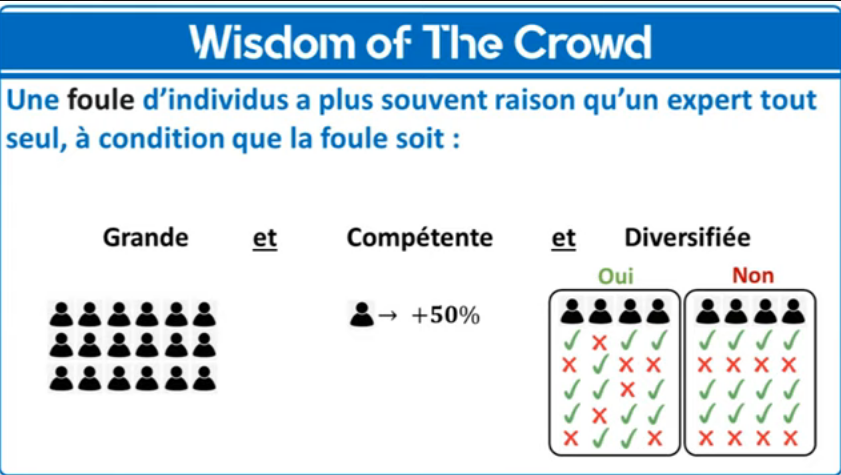 Wisdom of The Crowd
Une foule d’individus a plus souvent raison qu’un expert tout
seul, à condition que la foule soit :
Grande et Compétente et Diversifiée
Oui Non
→ +50%